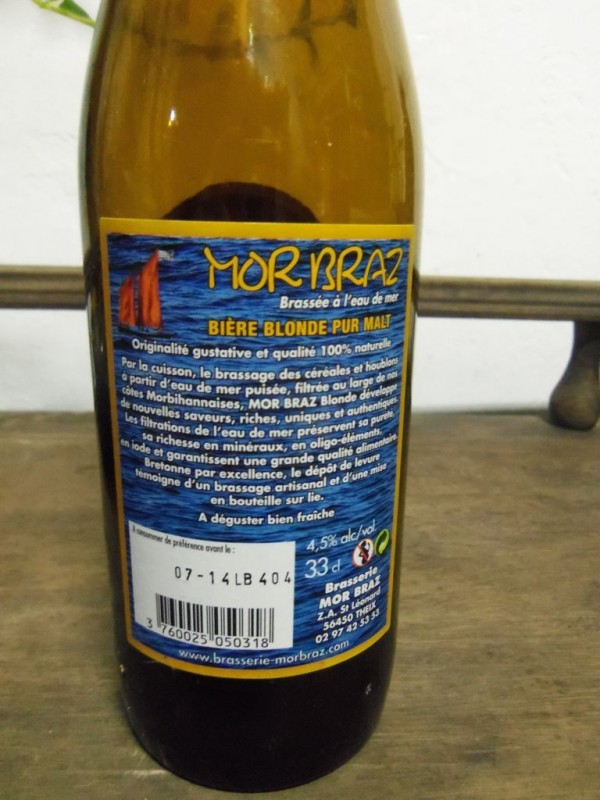 MOR BRAZ
Brassée à l'eau de mer
BIÈRE BLONDE PUR MALT
Originalité gustative et qualité 100% naturelle
Par la cuisson, le brassage des céréales et houblons
à partir d'eau de mer puisée, filtrée au large de nos
côtes Morbihannaises, MOR BRAZ Blonde développe
de nouvelles saveurs, riches, uniques et authentiques.
Les filtrations de l'eau de mer préservent sa pureté,
sa richesse en minéraux, en oligo-éléments,
en iode et garantissent une grande qualité alimentaire.
Bretonne par excellence, le dépôt de levure
témoigne d'un brassage artisanal et d'une mise
en bouteille sur lie.
A déguster bien fraîche
A consommer de préférence avant le :
07-14LB404
3 760025 050318
4,5% alc/vol.
33 cl
Brasserie
MOR BRAZ
Z.A. St Léonard
56450 THEIX
02 97 42 53 53
www.brasserie-morbraz.com